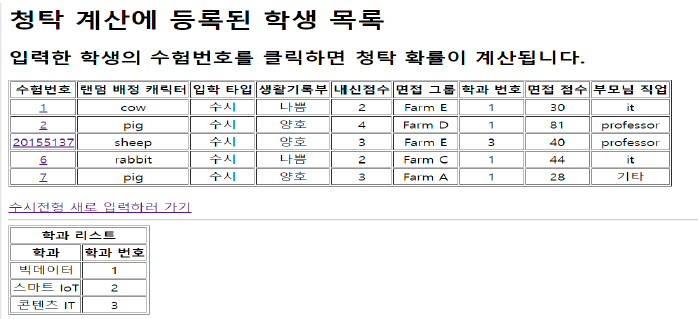 청탁 계산에 등록된 학생 목록
입력한 학생의 수험번호를 클릭하면 청탁 확률이 계산됩니다.
수험번호 랜덤 배정 캐릭터 입학 타입 생활기록부 내신점수 면접 그룹 학과 번호 면접 점수 부모님 직업
1 cow 수시 나쁨 2 Farm E 1 30 it
2 pig 수시 양호 4 Farm D 1 81 professor
20155137 sheep 수시 양호 3 Farm E 3 40 professor
6 rabbit 수시 나쁨 2 Farm C 1 44 it
7 pig 수시 양호 3 Farm A 1 28 기타
수시전형 새로 입력하러 가기
학과 리스트
학과 학과 번호
빅데이터 1
스마트 IoT 2
콘텐츠 IT 3